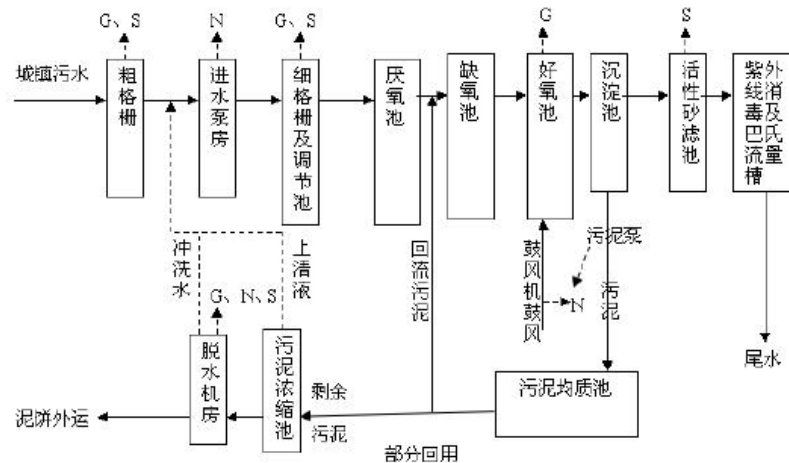 G、S
N
G、S
G
S
城镇污水
粗格栅
进水泵房
细格栅及调节池
厌氧池
缺氧池
好氧池
沉淀池
活性砂滤池
紫外线消毒及巴氏流量槽
冲洗水
上清液
回流污泥
鼓风机鼓风
N
污泥泵
污泥
尾水
G、N、S
脱水机房
污泥浓缩池
剩余
污泥
污泥均质池
泥饼外运
部分回用